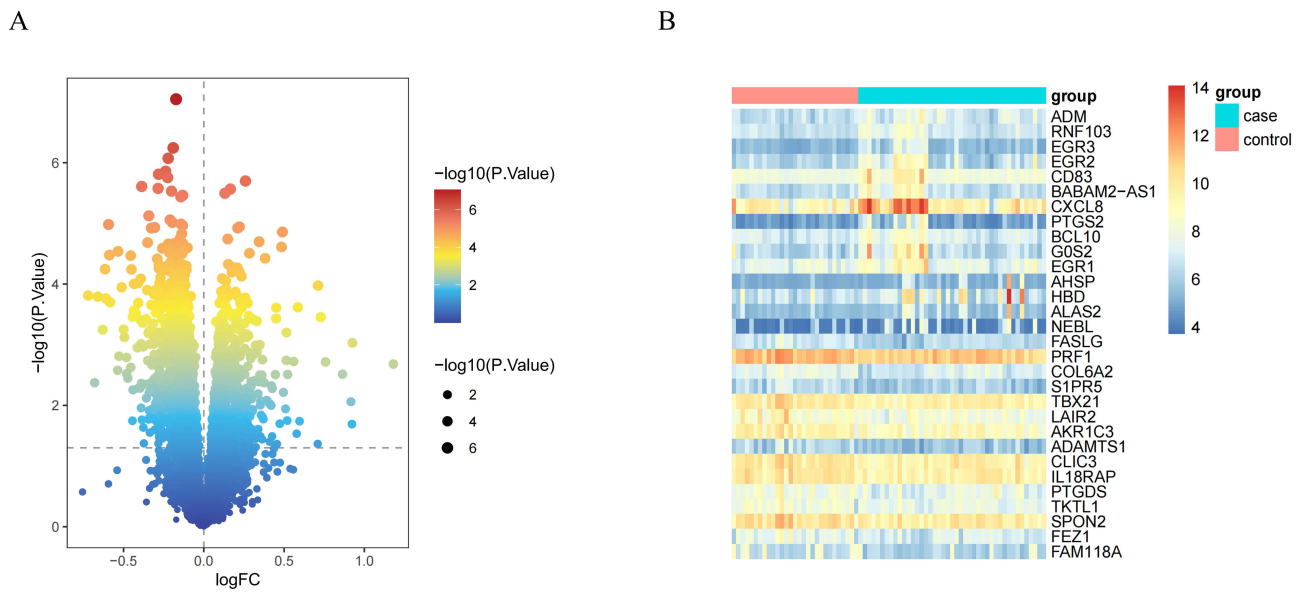 A
B
−log10(P.Value)
6
4
2
0
−0.5
0.0
0.5
1.0
logFC
−log10(P.Value)
6
4
2
−log10(P.Value)
2
4
6
group
ADM
RNF103
EGR3
EGR2
CD83
BABAM2−AS1
CXCL8
PTGS2
BCL10
G0S2
EGR1
AHSP
HBD
ALAS2
NEBL
FASLG
PRF1
COL6A2
S1PR5
TBX21
LAIR2
AKR1C3
ADAMTS1
CLIC3
IL18RAP
PTGDS
TKTL1
SPON2
FEZ1
FAM118A
14
12
10
8
6
4
group
case
control